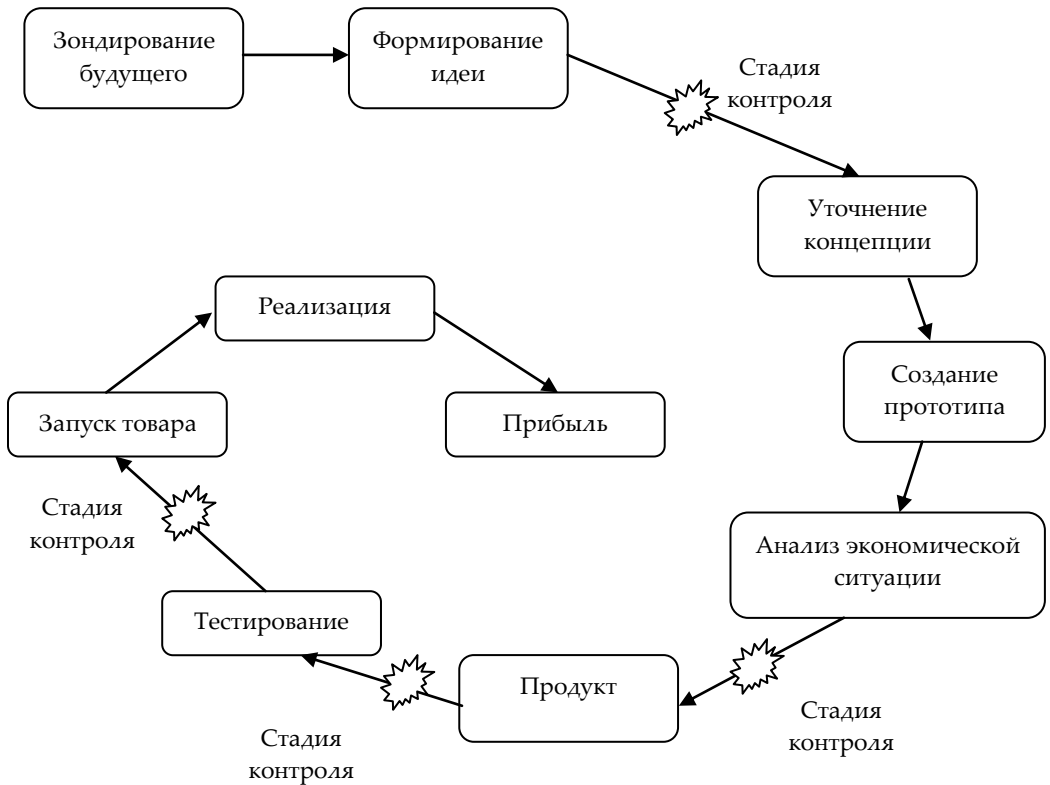 Зондирование
будущего
Формирование
идеи
Стадия
контроля
Уточнение
концепции
Создание
прототипа
Анализ экономической
ситуации
Стадия
контроля
Продукт
Стадия
контроля
Тестирование
Стадия
контроля
Запуск товара
Реализация
Прибыль